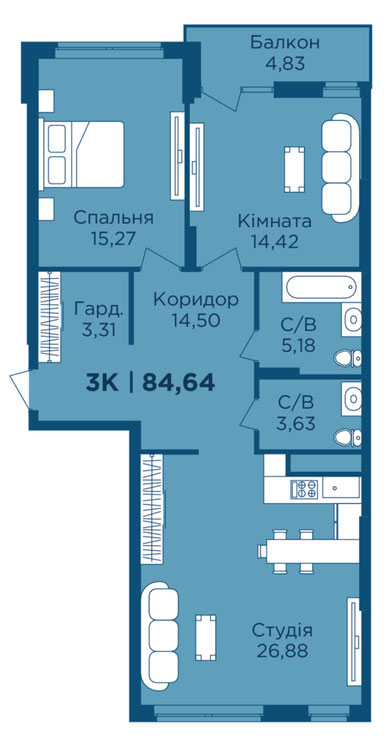 Балкон
4,83
Спальня
15,27
Кімната
14,42
Гард.
3,31
Коридор
14,50
С/В
5,18
3К | 84,64
С/В
3,63
Студія
26,88